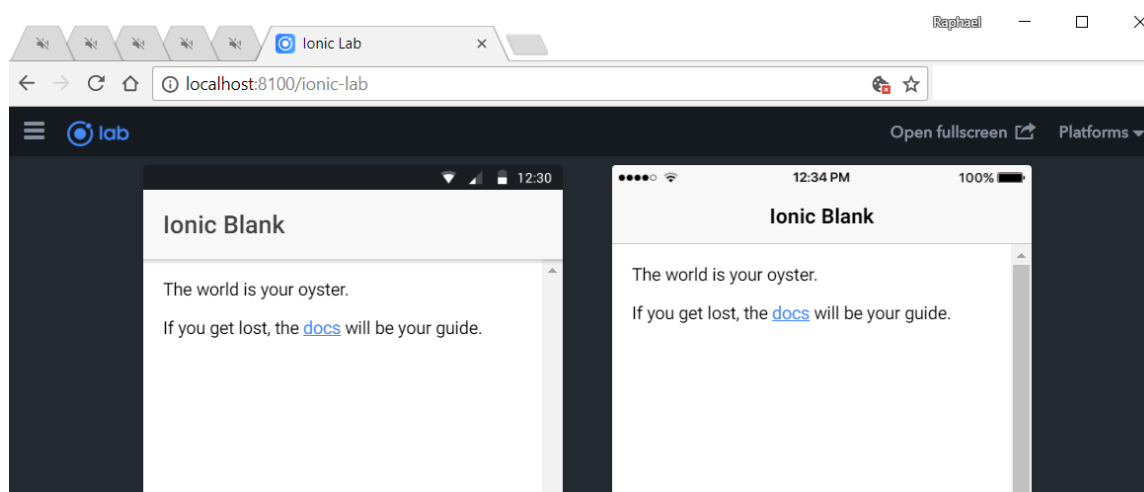 Raphael
Ionic Lab
localhost:8100/ionic-lab
lab
Open fullscreen
Platforms
12:30
Ionic Blank
The world is your oyster.
If you get lost, the docs will be your guide.
12:34 PM
100%
Ionic Blank
The world is your oyster.
If you get lost, the docs will be your guide.